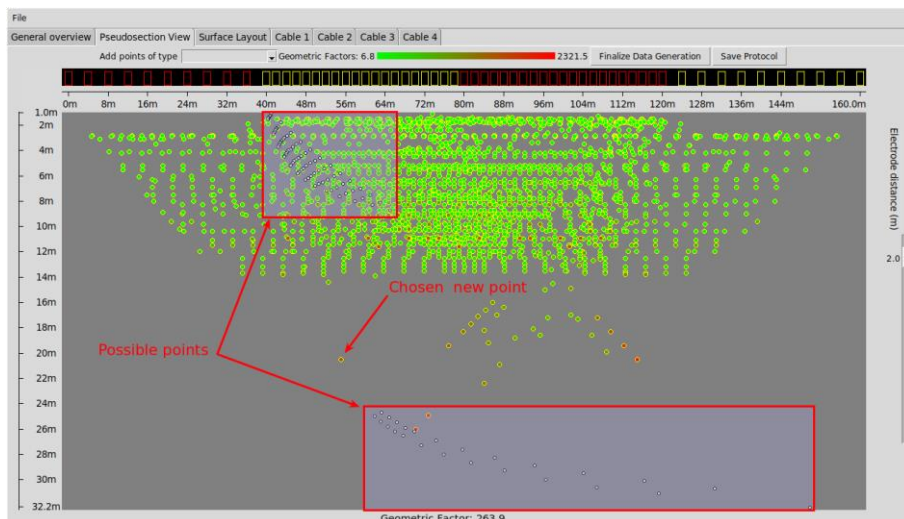 File
General overview Pseudosection View Surface Layout Cable 1 Cable 2 Cable 3 Cable 4
Add points of type Geometric Factors: 6.8 2321.5 Finalize Data Generation Save Protocol
0m 8m 16m 24m 32m 40m 48m 56m 64m 72m 80m 88m 96m 104m 112m 120m 128m 136m 144m 160.0m
1.0m
2m
4m
6m
8m
10m
12m
14m
16m
18m
20m
22m
24m
26m
28m
30m
32.2m
Chosen new point
Possible points
Electrode distance (m)
2.0
Geometric Factor: 263.9